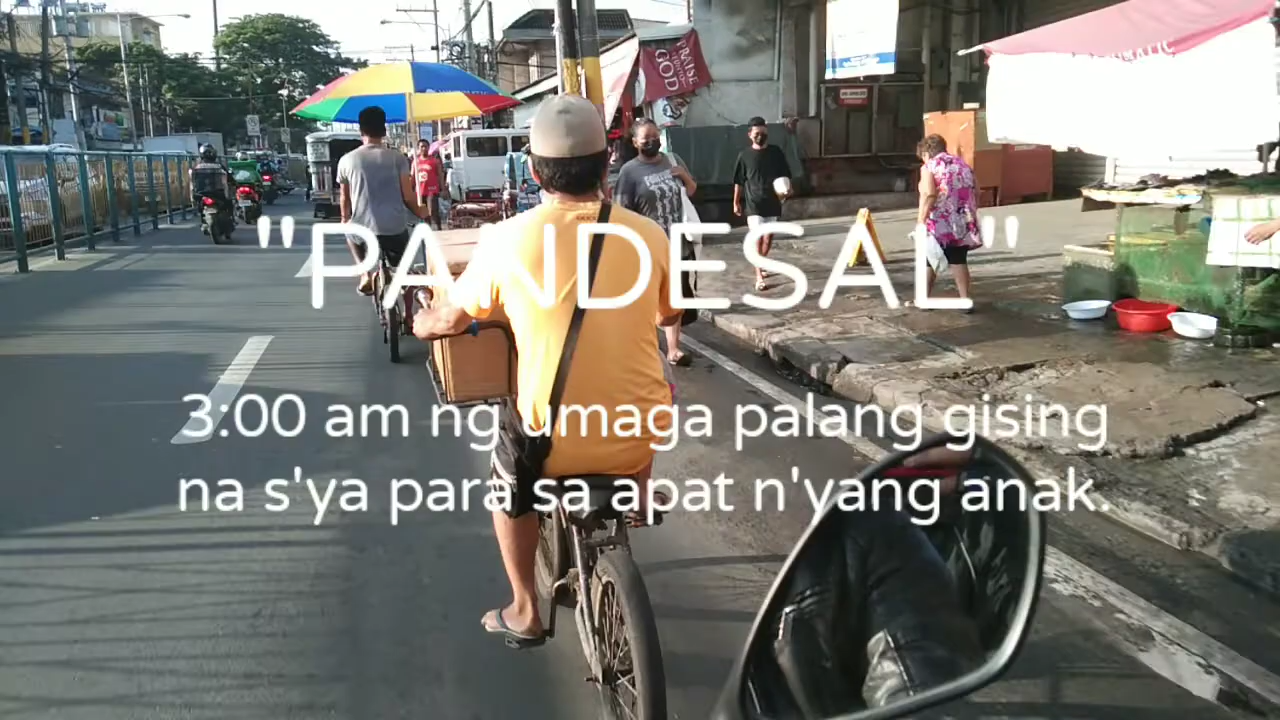 PRAISE
GOD
"PANDESAL"
3:00 am ng umaga palang gising
na s'ya para sa apat n'yang anak.